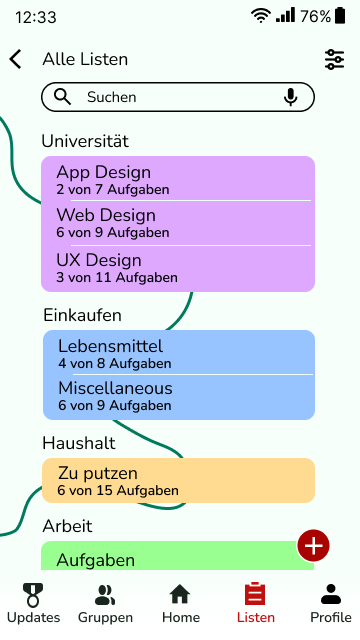 12:33 76%
Alle Listen
Suchen
Universität
App Design
2 von 7 Aufgaben
Web Design
6 von 9 Aufgaben
UX Design
3 von 11 Aufgaben
Einkaufen
Lebensmittel
4 von 8 Aufgaben
Miscellaneous
6 von 9 Aufgaben
Haushalt
Zu putzen
6 von 15 Aufgaben
Arbeit
Aufgaben
Updates Gruppen Home Listen Profile